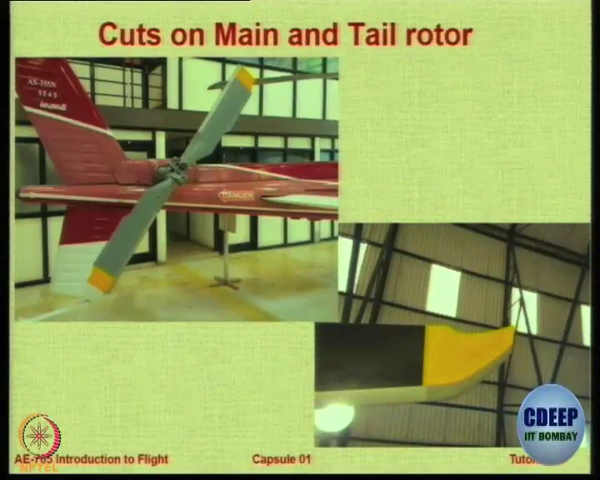 Cuts on Main and Tail rotor
AS-355N
DANGER
CDEEP
IIT BOMBAY
NPTEL
AE-705 Introduction to Flight
Capsule 01